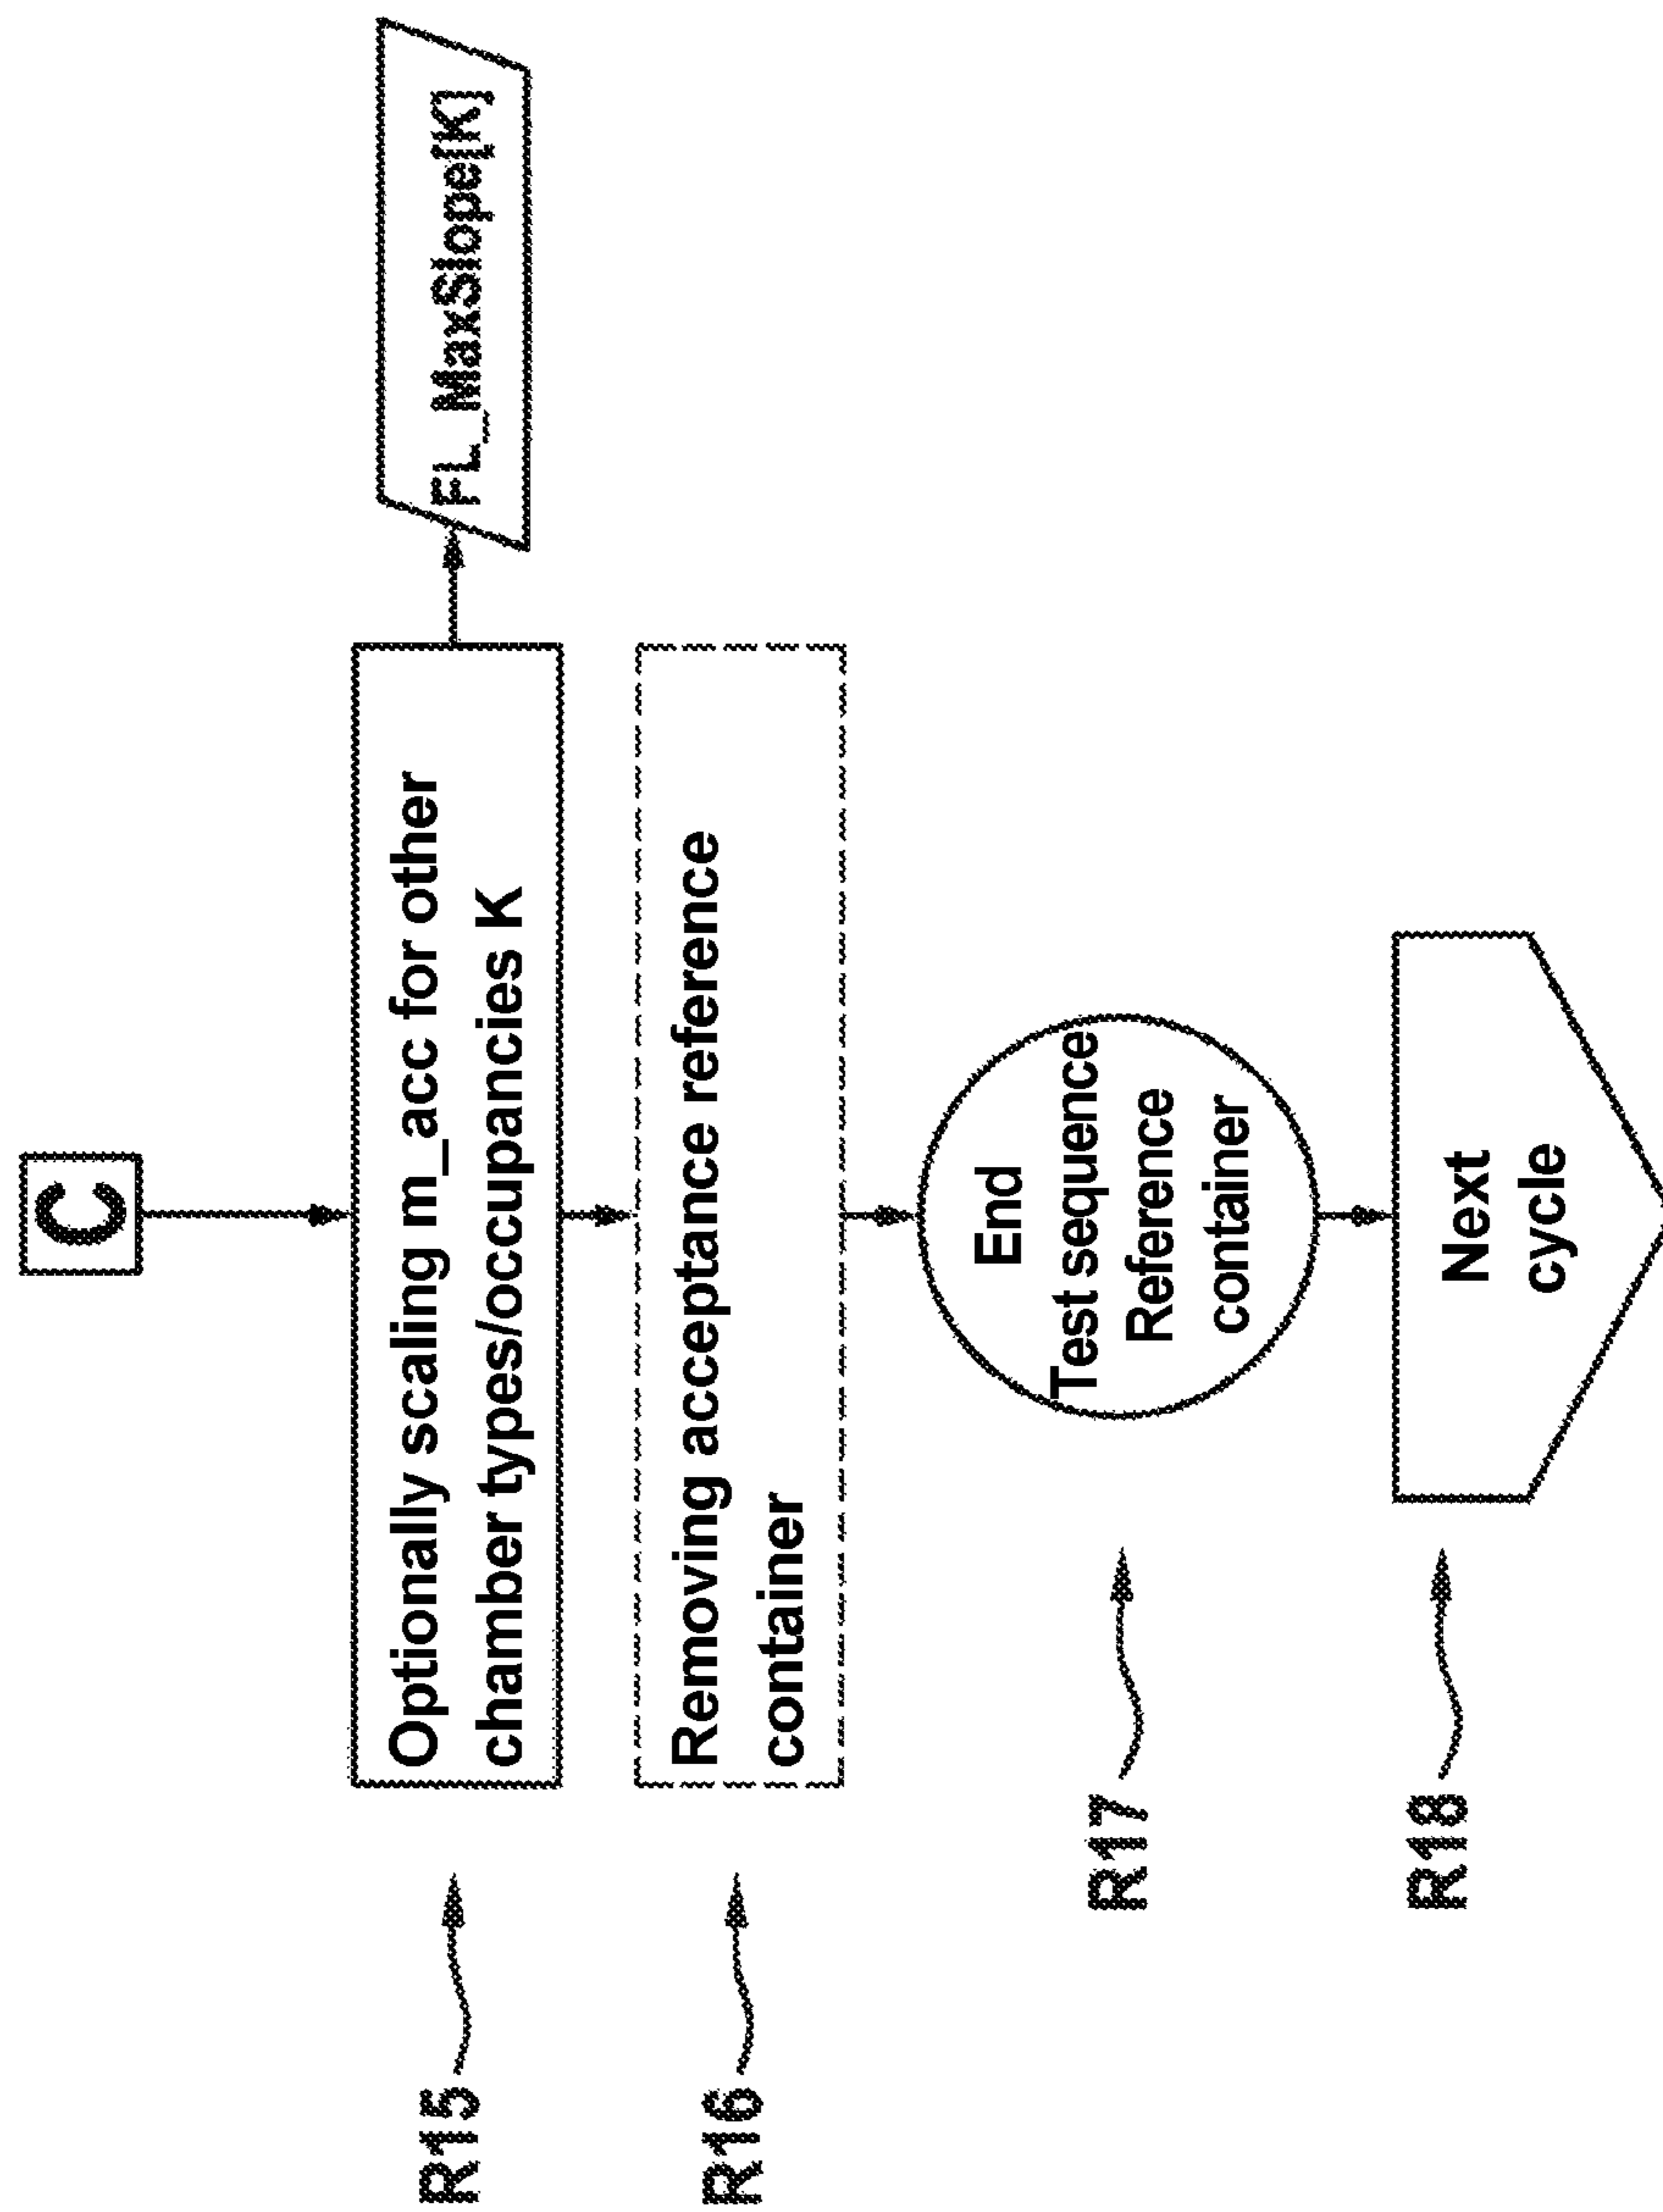 C
R15
Optionally scaling m_acc for other
chamber types/occupancies K
FL_MaxSlope[K]
R16
Removing acceptance reference
container
R17
End
Test sequence
Reference
container
R18
Next
cycle